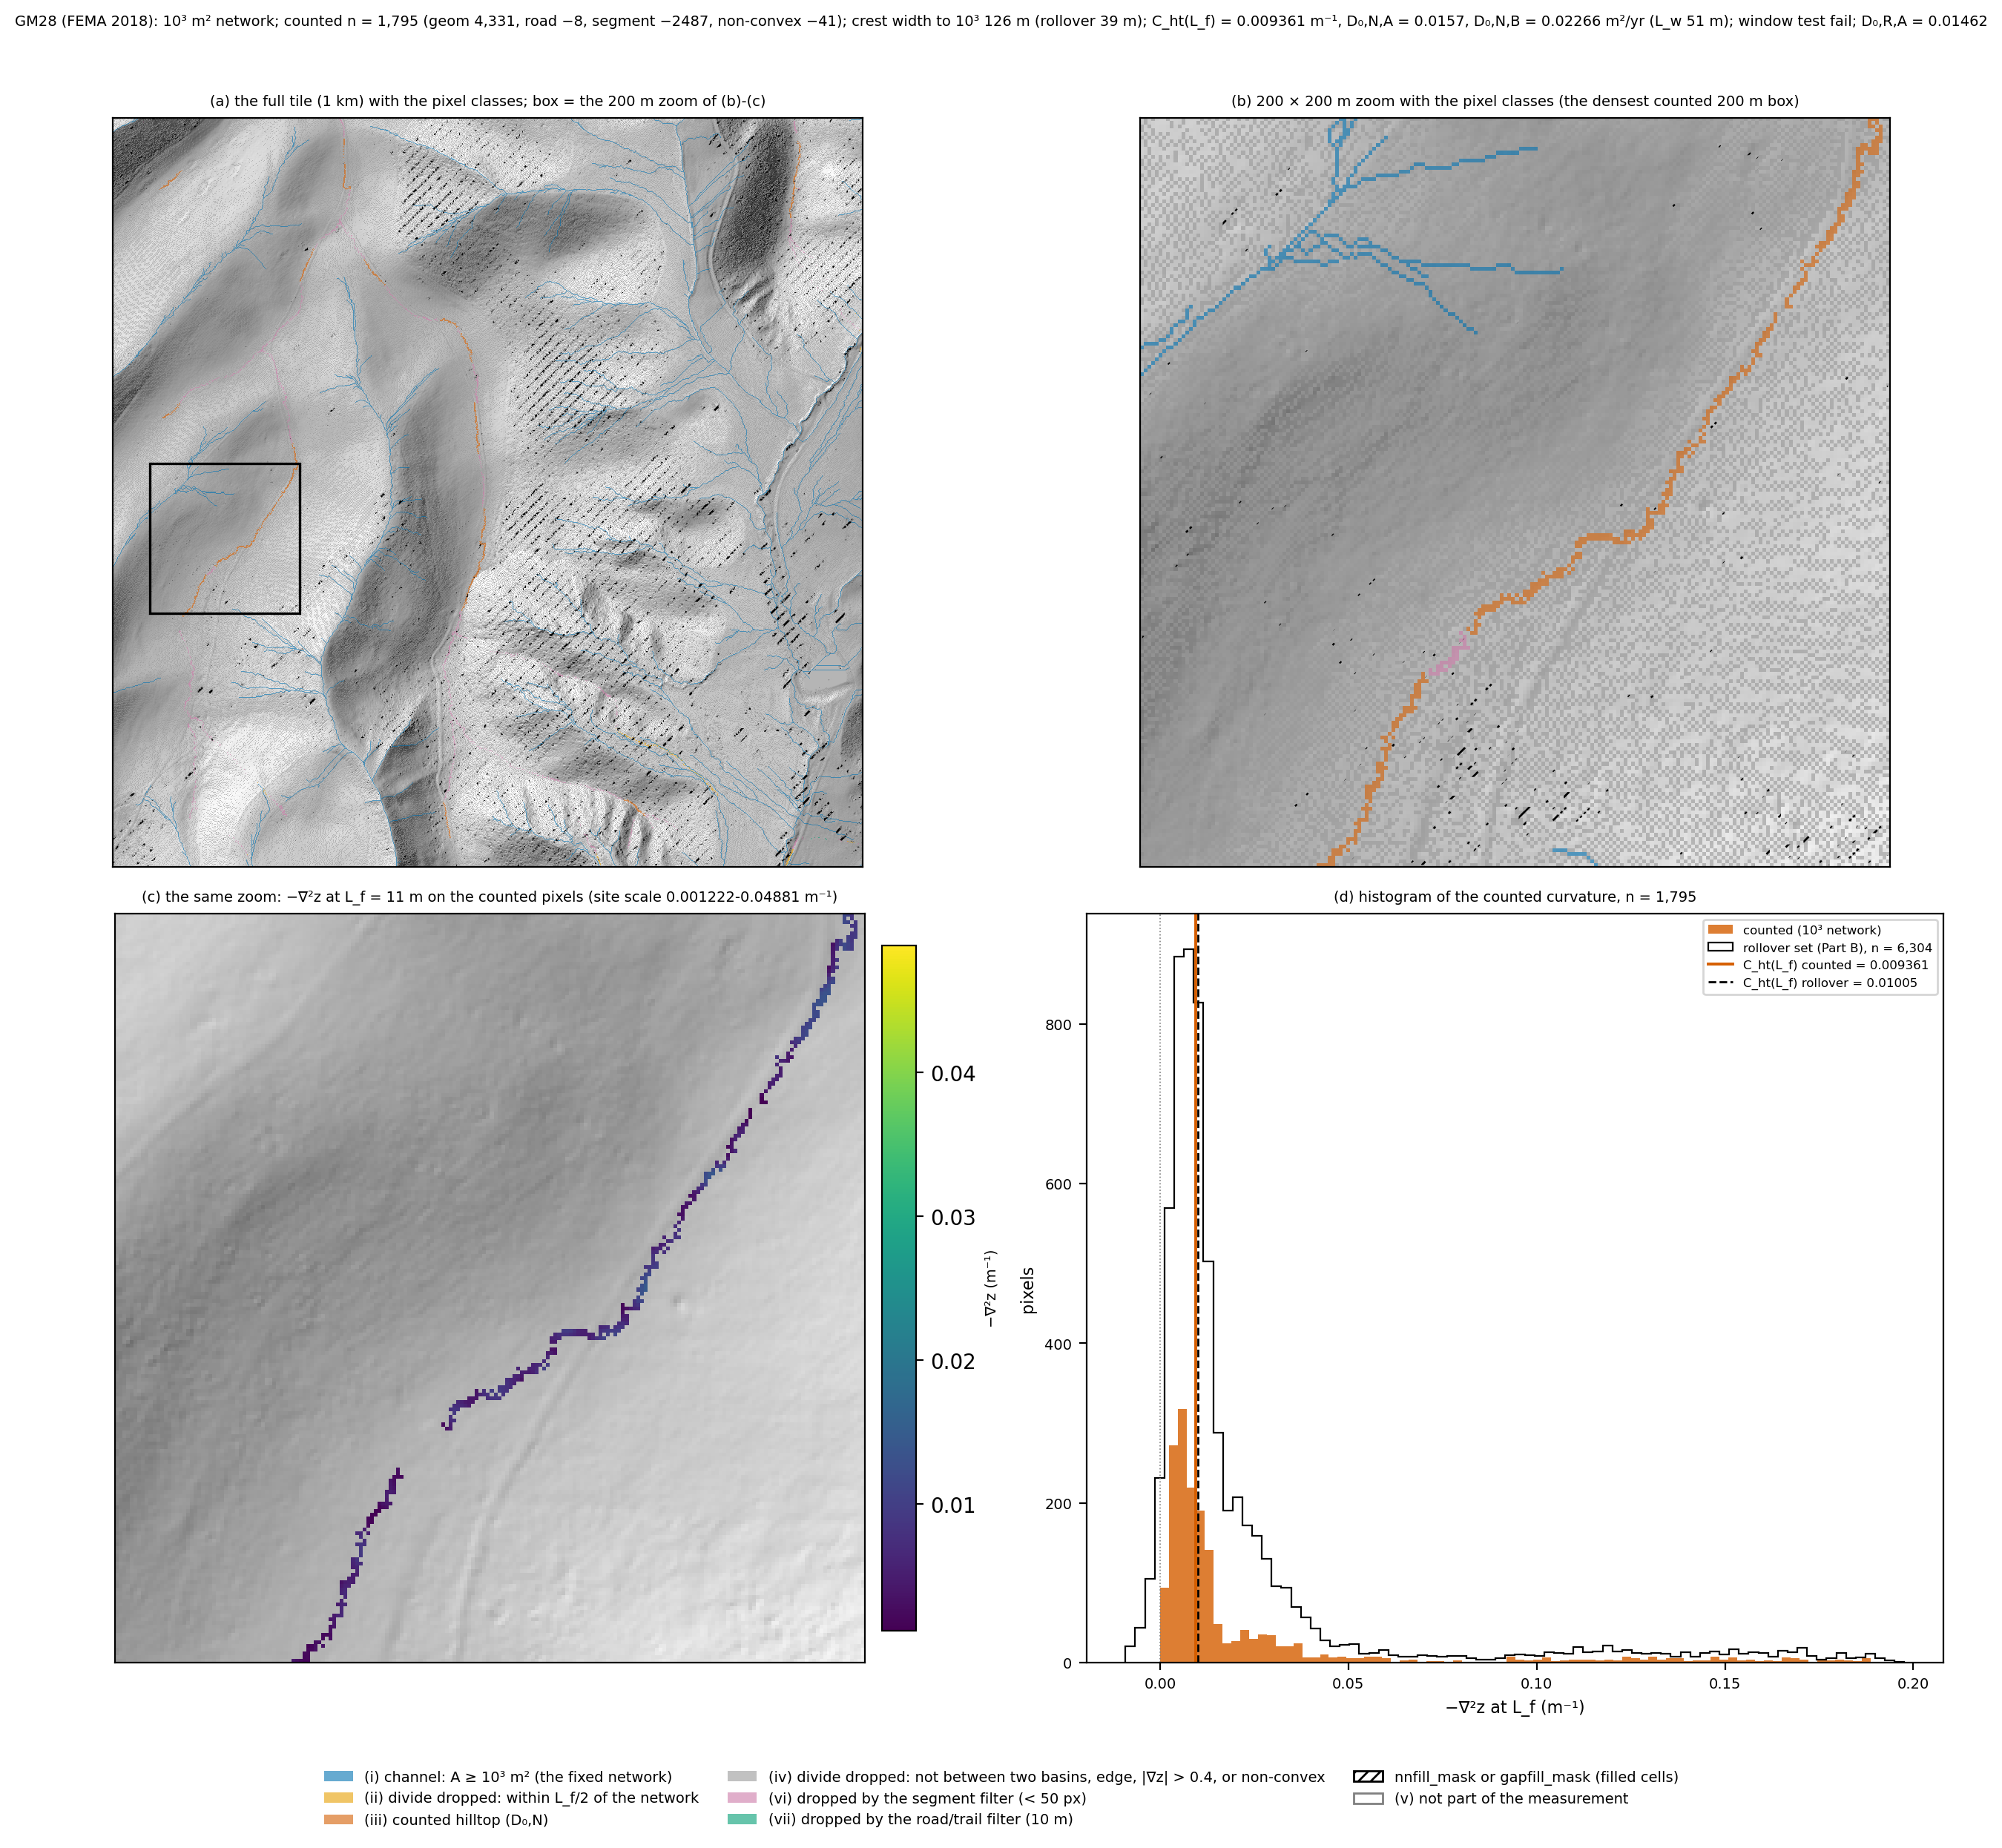 GM28 (FEMA 2018): 10³ m² network; counted n = 1,795 (geom 4,331, road −8, segment −2487, non-convex −41); crest width to 10³ 126 m (rollover 39 m); C_ht(L_f) = 0.009361 m⁻¹, D₀,N,A = 0.0157, D₀,N,B = 0.02266 m²/yr (L_w 51 m); window test fail; D₀,R,A = 0.01462
(a) the full tile (1 km) with the pixel classes; box = the 200 m zoom of (b)-(c)
(b) 200 × 200 m zoom with the pixel classes (the densest counted 200 m box)
(c) the same zoom: −∇²z at L_f = 11 m on the counted pixels (site scale 0.001222-0.04881 m⁻¹)
0.04
0.03
0.02
0.01
−∇²z (m⁻¹)
(d) histogram of the counted curvature, n = 1,795
counted (10³ network)
rollover set (Part B), n = 6,304
C_ht(L_f) counted = 0.009361
C_ht(L_f) rollover = 0.01005
800
600
400
200
0
pixels
0.00 0.05 0.10 0.15 0.20
−∇²z at L_f (m⁻¹)
(i) channel: A ≥ 10³ m² (the fixed network)
(ii) divide dropped: within L_f/2 of the network
(iii) counted hilltop (D₀,N)
(iv) divide dropped: not between two basins, edge, |∇z| > 0.4, or non-convex
(vi) dropped by the segment filter (< 50 px)
(vii) dropped by the road/trail filter (10 m)
nnfill_mask or gapfill_mask (filled cells)
(v) not part of the measurement